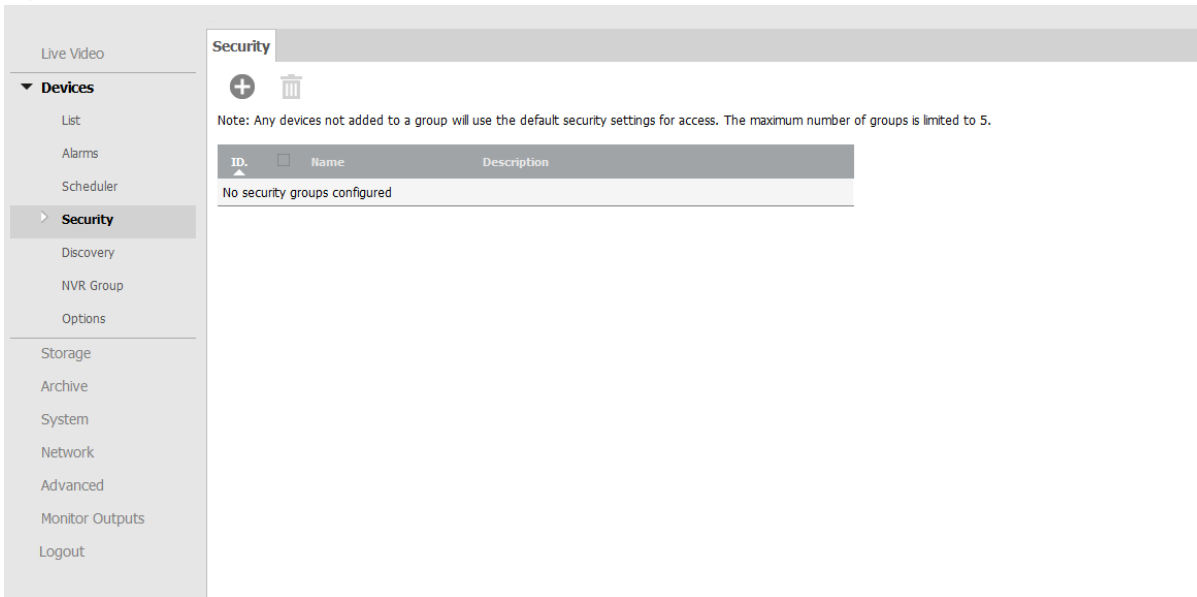 Live Video
Devices
List
Alarms
Scheduler
Security
Discovery
NVR Group
Options
Storage
Archive
System
Network
Advanced
Monitor Outputs
Logout
Security
Note: Any devices not added to a group will use the default security settings for access. The maximum number of groups is limited to 5.
ID. Name Description
No security groups configured